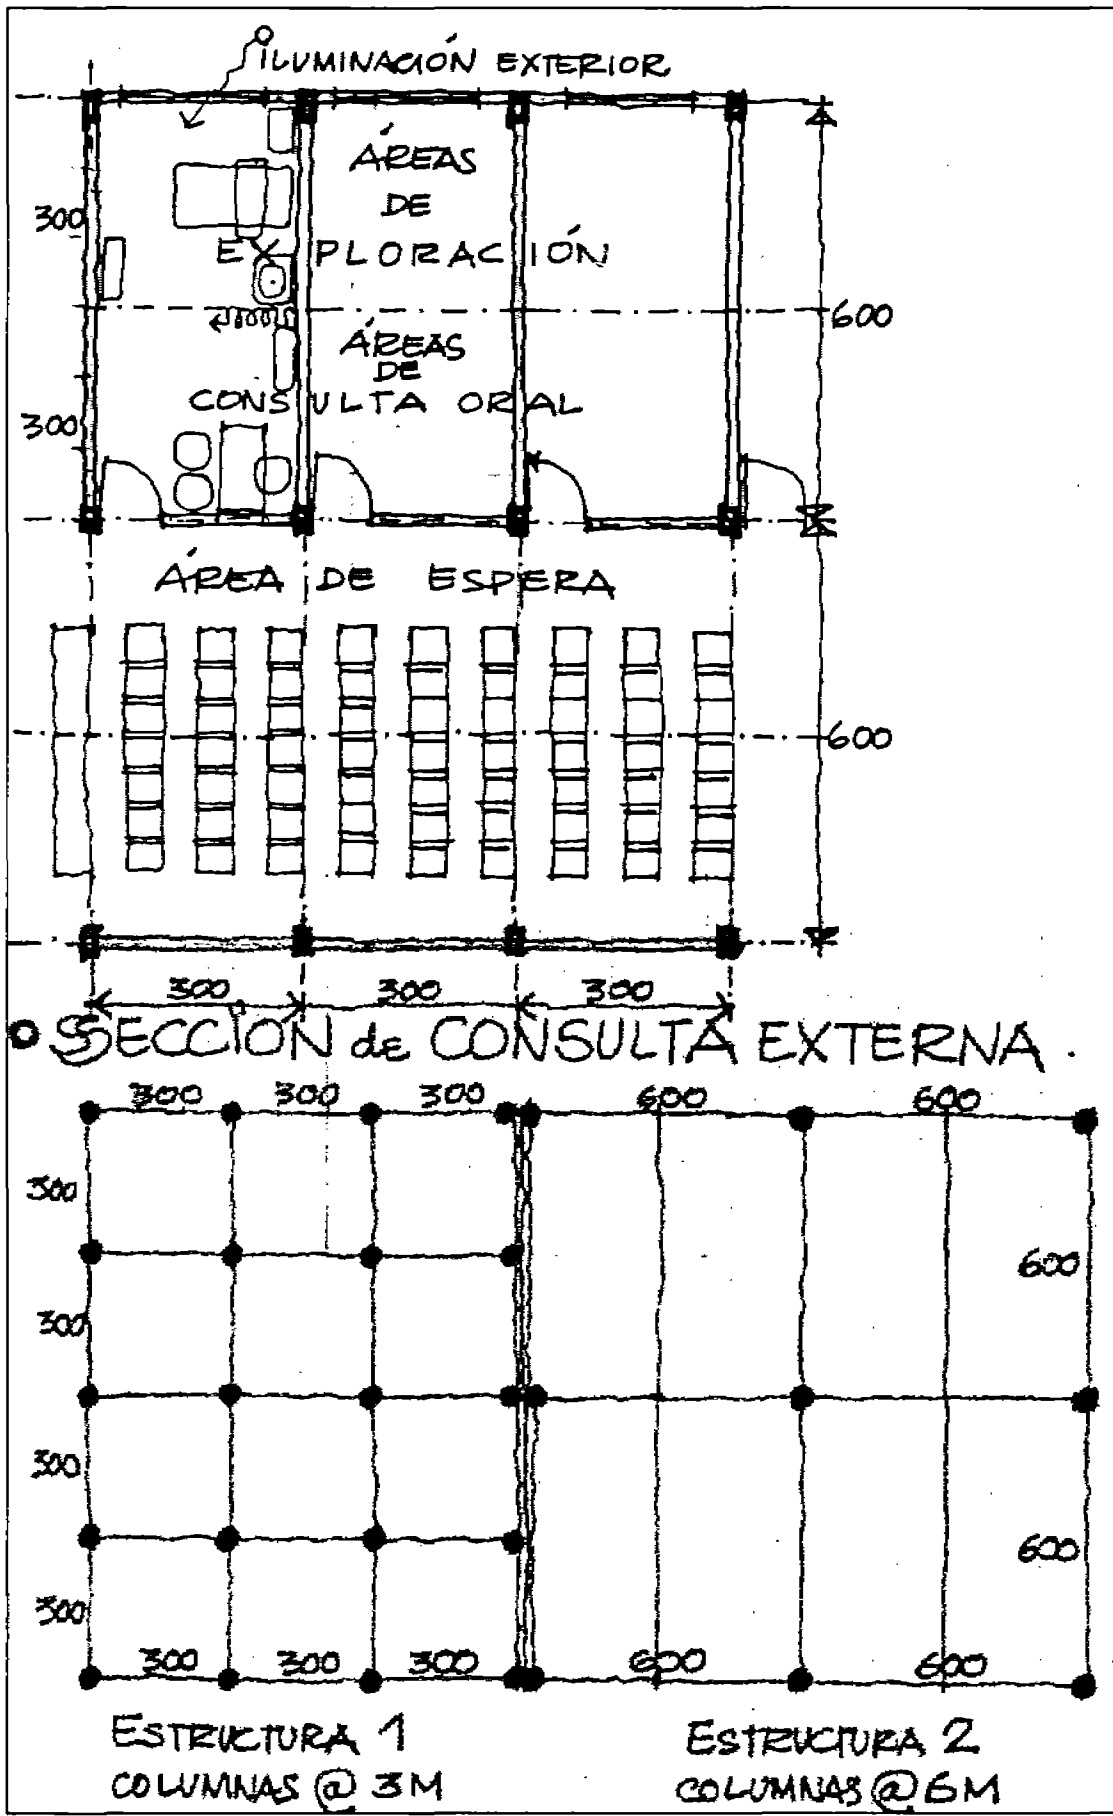 ILUMINACIÓN EXTERIOR
ÁREAS
DE
300
EXPLORACIÓN
600
ÁREAS
DE
CONSULTA ORAL
300
ÁREA DE ESPERA
600
300 300 300
SECCIÓN de CONSULTA EXTERNA.
300 300 300 600 600
300
600
300
300
600
300
300 300 300 600 600
ESTRUCTURA 1 ESTRUCTURA 2
COLUMNAS @ 3M COLUMNAS @ 6M